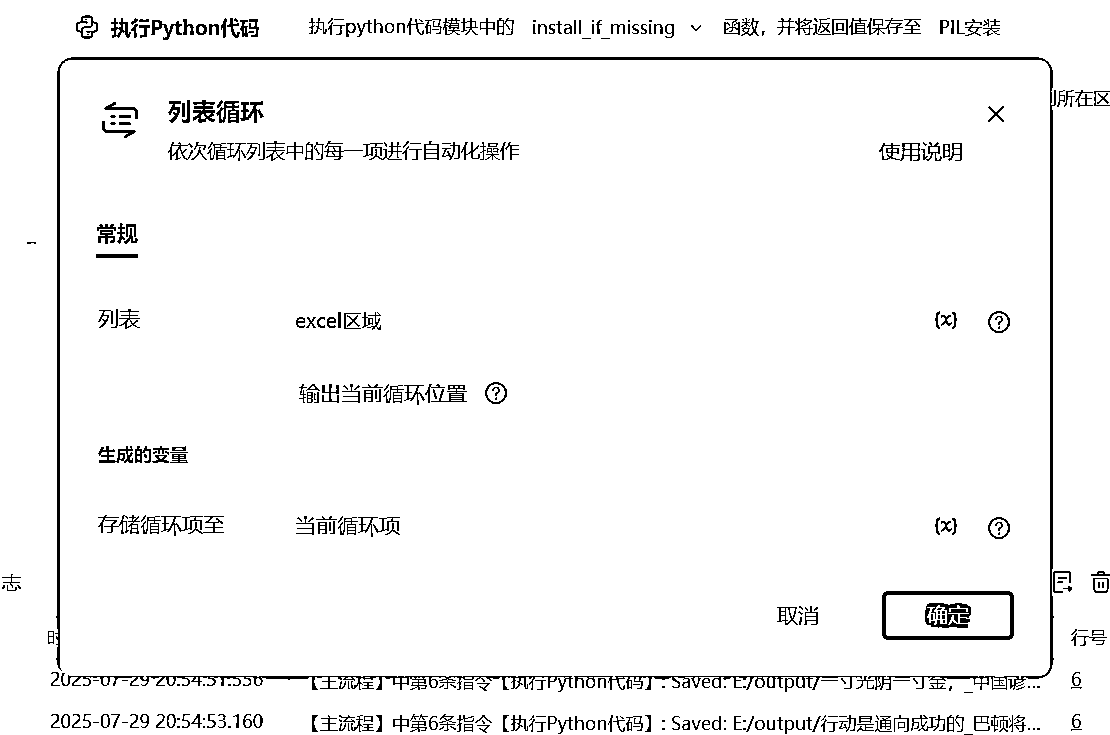 执行Python代码 执行python代码模块中的 install_if_missing 函数，并将返回值保存至 PIL安装
所在区
列表循环
依次循环列表中的每一项进行自动化操作
使用说明
常规
列表 excel区域 {x}
输出当前循环位置
生成的变量
存储循环项至 当前循环项 {x}
志
取消 确定
时 行号
2025-07-29 20:54:51.556 【主流程】中第6条指令【执行Python代码】: Saved: E:/output/一寸光阴一寸金，_中国谚... 6
2025-07-29 20:54:53.160 【主流程】中第6条指令【执行Python代码】: Saved: E:/output/行动是通向成功的_巴顿将... 6